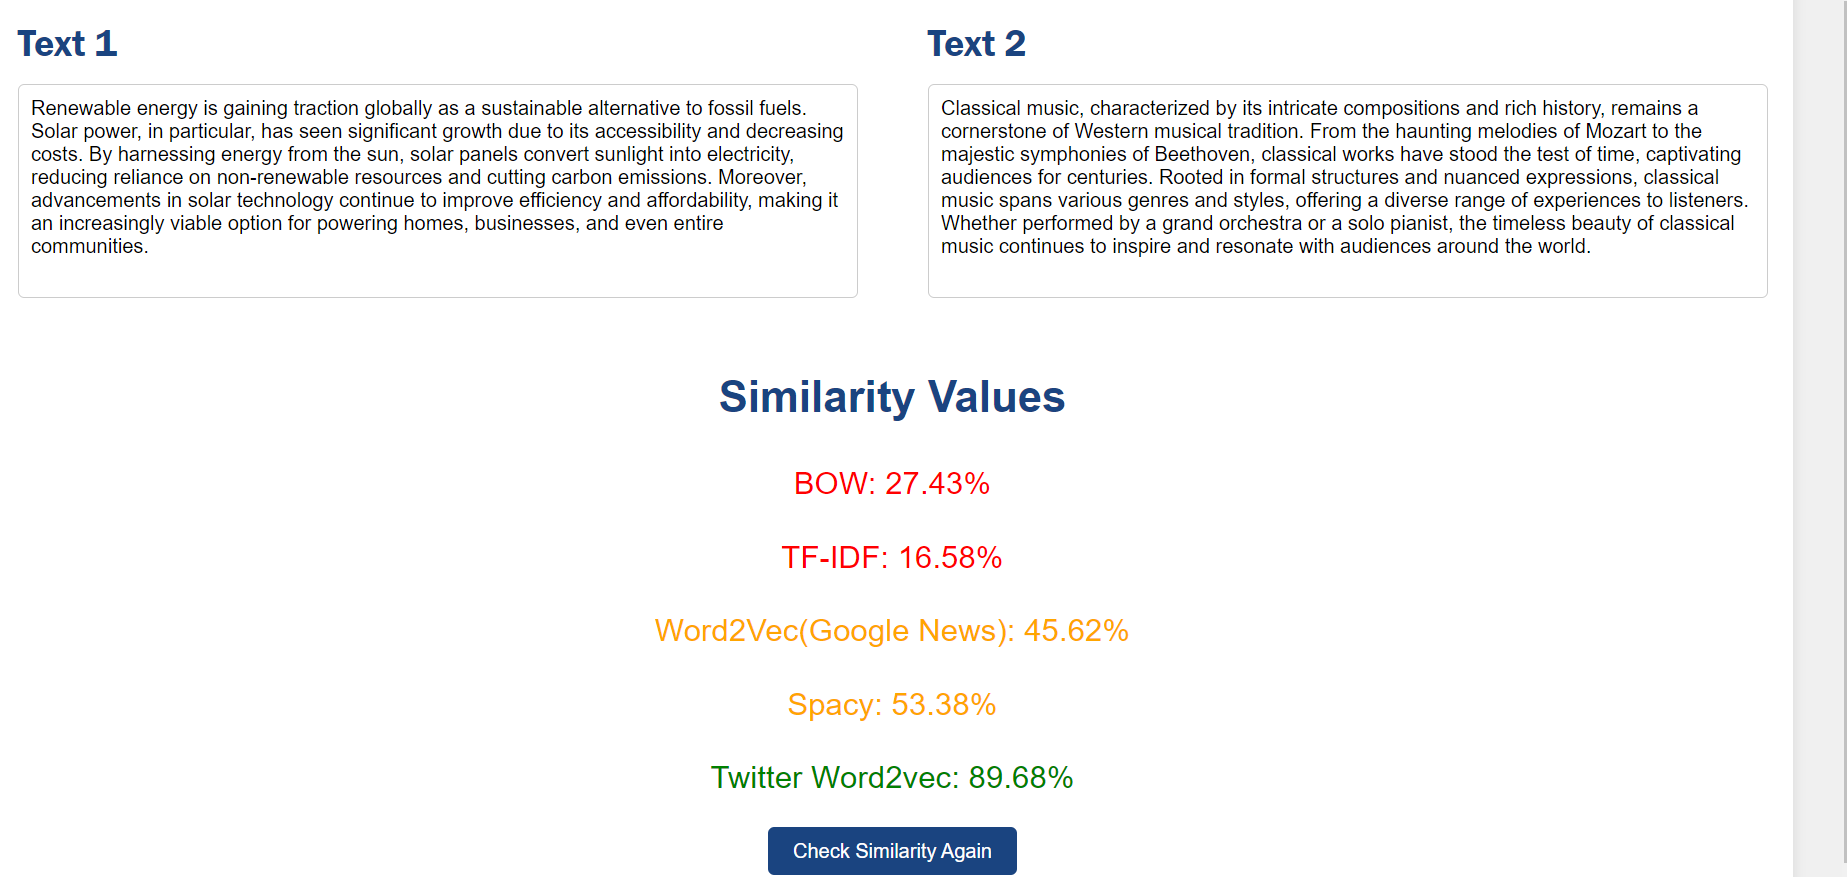 Text 1
Renewable energy is gaining traction globally as a sustainable alternative to fossil fuels.
Solar power, in particular, has seen significant growth due to its accessibility and decreasing
costs. By harnessing energy from the sun, solar panels convert sunlight into electricity,
reducing reliance on non-renewable resources and cutting carbon emissions. Moreover,
advancements in solar technology continue to improve efficiency and affordability, making it
an increasingly viable option for powering homes, businesses, and even entire
communities.
Text 2
Classical music, characterized by its intricate compositions and rich history, remains a
cornerstone of Western musical tradition. From the haunting melodies of Mozart to the
majestic symphonies of Beethoven, classical works have stood the test of time, captivating
audiences for centuries. Rooted in formal structures and nuanced expressions, classical
music spans various genres and styles, offering a diverse range of experiences to listeners.
Whether performed by a grand orchestra or a solo pianist, the timeless beauty of classical
music continues to inspire and resonate with audiences around the world.
Similarity Values
BOW: 27.43%
TF-IDF: 16.58%
Word2Vec(Google News): 45.62%
Spacy: 53.38%
Twitter Word2vec: 89.68%
Check Similarity Again